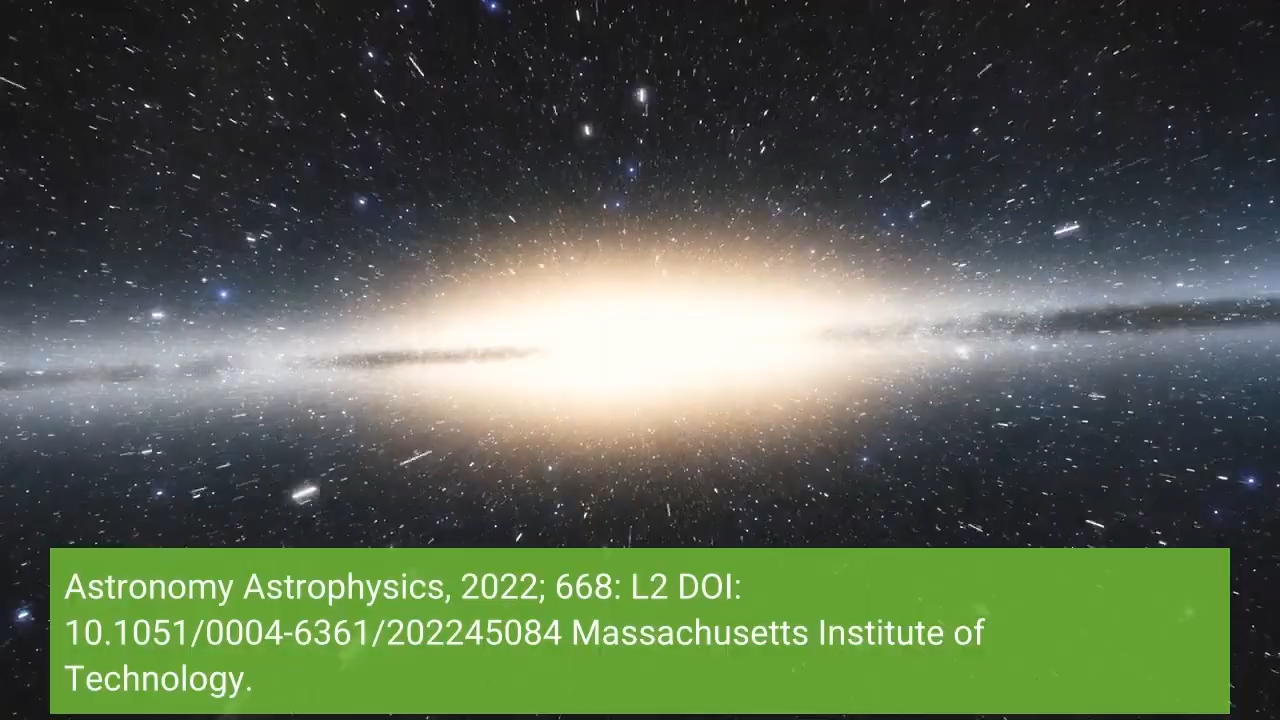 Astronomy Astrophysics, 2022; 668: L2 DOI:
10.1051/0004-6361/202245084 Massachusetts Institute of
Technology.